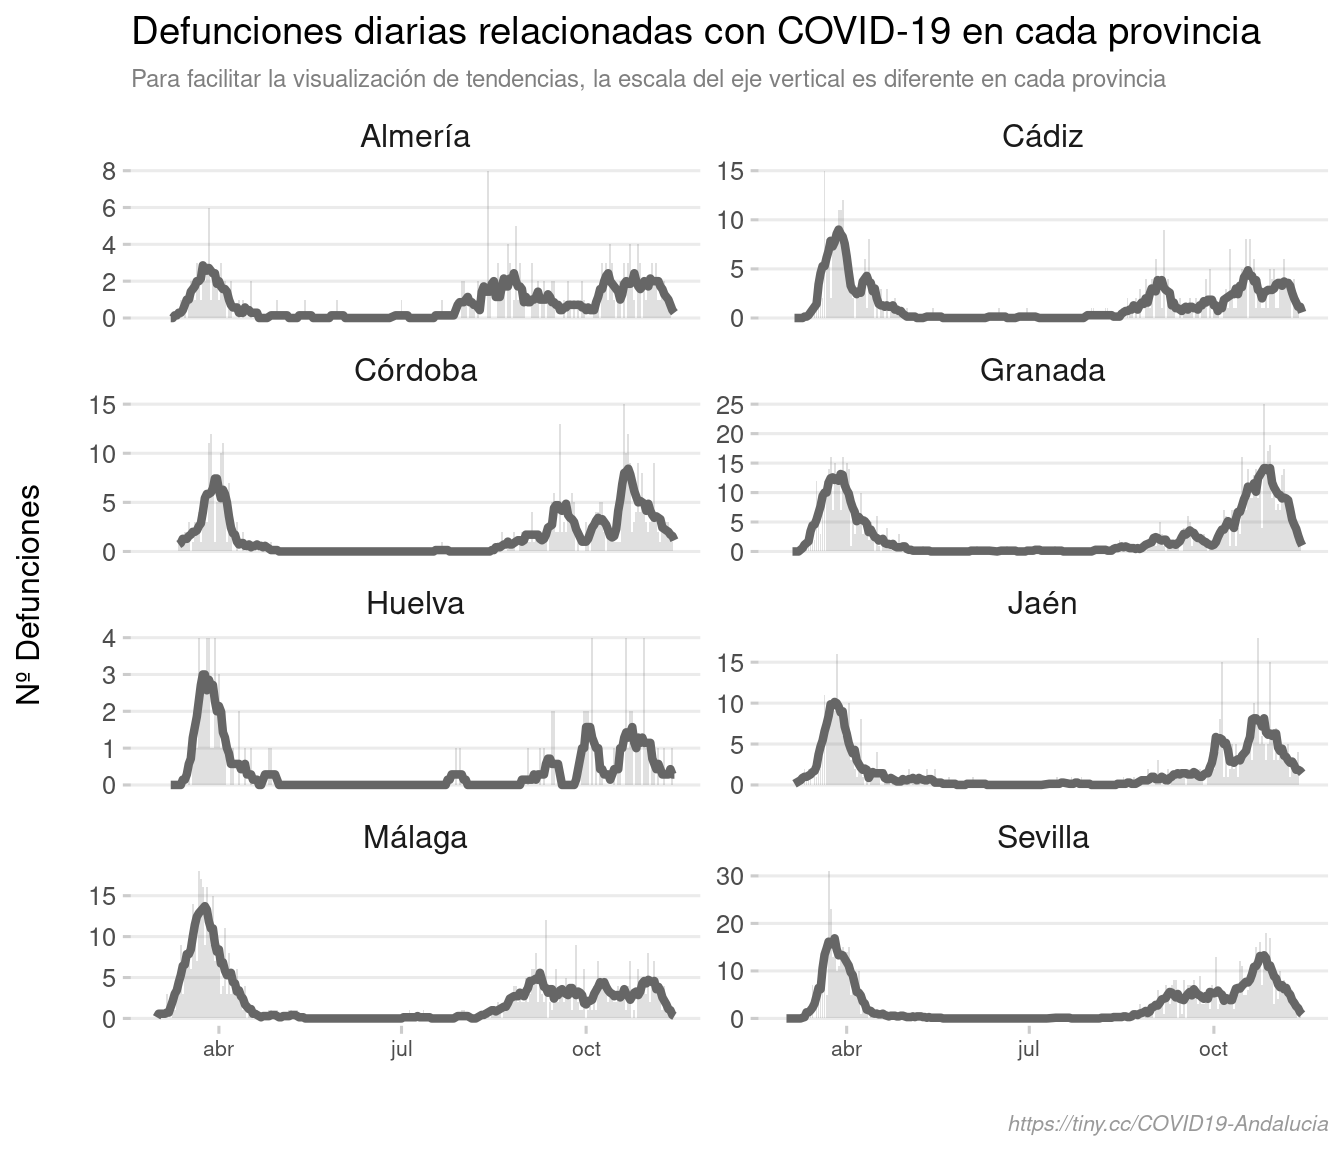 Defunciones diarias relacionadas con COVID-19 en cada provincia
Para facilitar la visualización de tendencias, la escala del eje vertical es diferente en cada provincia
Nº Defunciones
Almería
8
6
4
2
0
Cádiz
15
10
5
0
Córdoba
15
10
5
0
Granada
25
20
15
10
5
0
Huelva
4
3
2
1
0
Jaén
15
10
5
0
Málaga
15
10
5
0
abr
jul
oct
Sevilla
30
20
10
0
abr
jul
oct
https://tiny.cc/COVID19-Andalucia